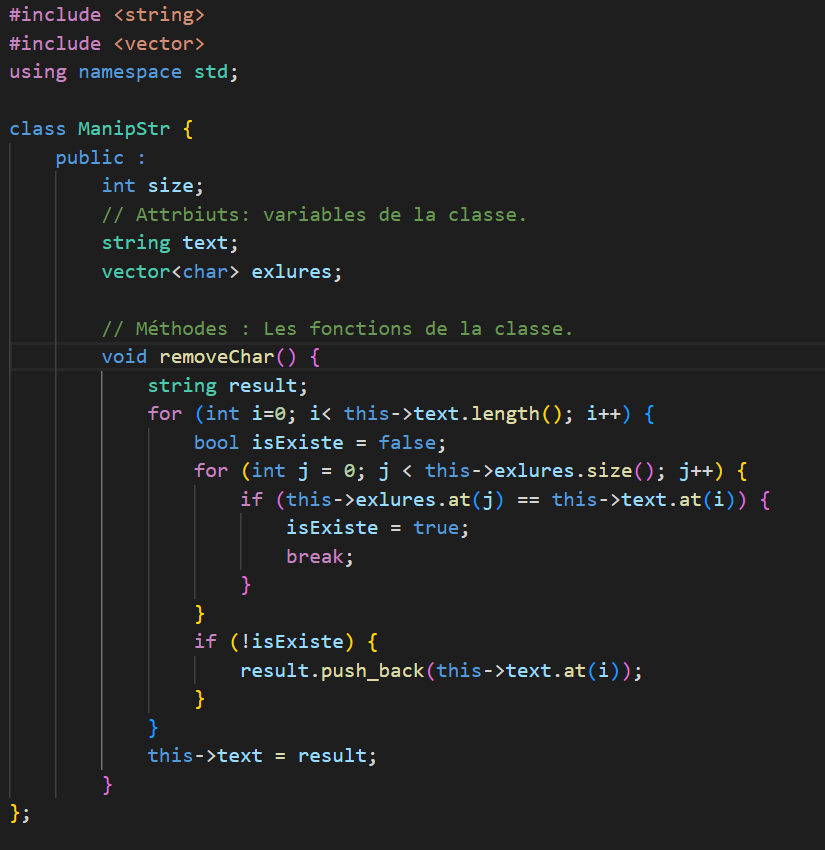 #include <string>
#include <vector>
using namespace std;
class ManipStr {
public :
int size;
// Attrbiuts: variables de la classe.
string text;
vector<char> exlures;
// Méthodes : Les fonctions de la classe.
void removeChar() {
string result;
for (int i=0; i< this->text.length(); i++) {
bool isExiste = false;
for (int j = 0; j < this->exlures.size(); j++) {
if (this->exlures.at(j) == this->text.at(i)) {
isExiste = true;
break;
}
}
if (!isExiste) {
result.push_back(this->text.at(i));
}
}
this->text = result;
}
};